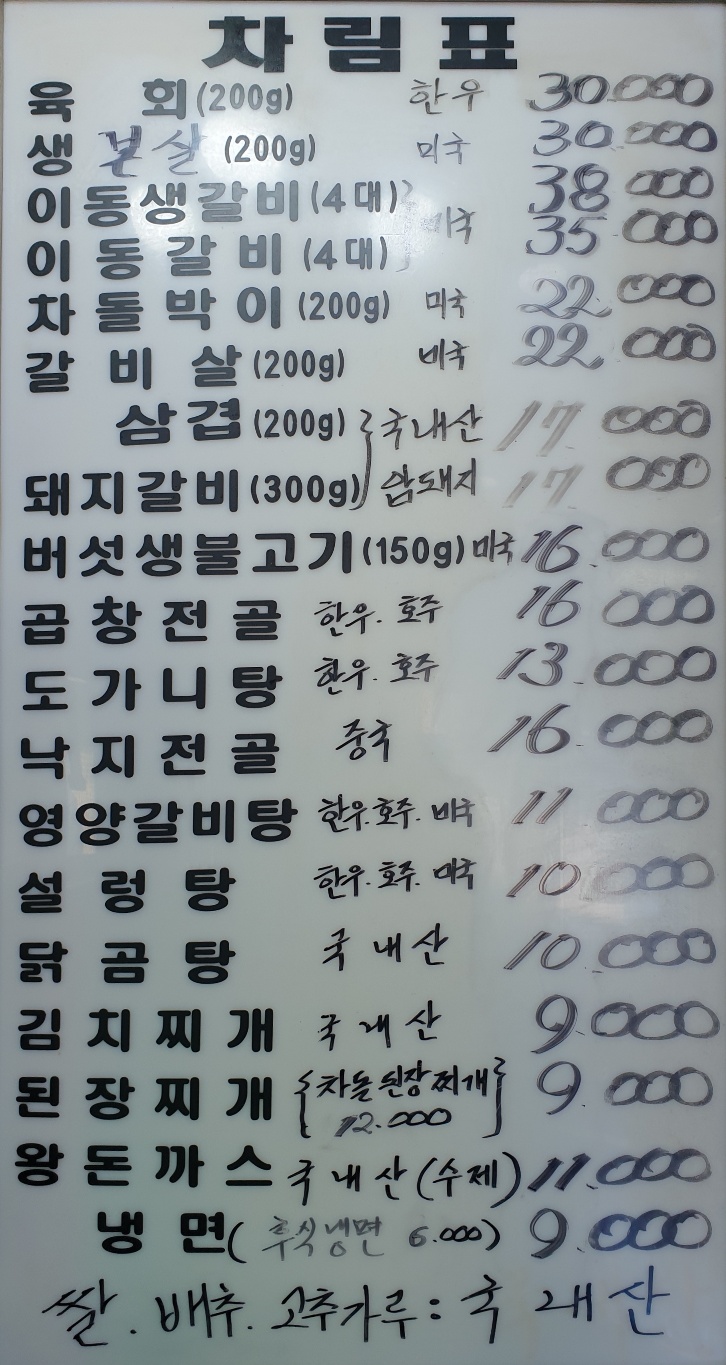 차림표
육 회(200g) 한우 30.000
생 본살 (200g) 미국 30.000
이동생갈비(4대) 미국 38.000
이동갈비(4대) 35.000
차돌박이(200g) 미국 22.000
갈비살(200g) 미국 22.000
삼겹(200g) 국내산 17.000
돼지갈비(300g) 암돼지 17.000
버섯생불고기(150g) 미국 16.000
곱창전골 한우. 호주 16.000
도가니탕 한우. 호주 13.000
낙지전골 중국 16.000
영양갈비탕 한우.호주.미국 11.000
설렁탕 한우.호주.미국 10.000
닭곰탕 국내산 10.000
김치찌개 국내산 9.000
된장찌개 {차돌된장찌개 12.000} 9.000
왕돈까스 국내산(수제) 11.000
냉면(후식냉면 6.000) 9.000
쌀.배추.고추가루:국내산